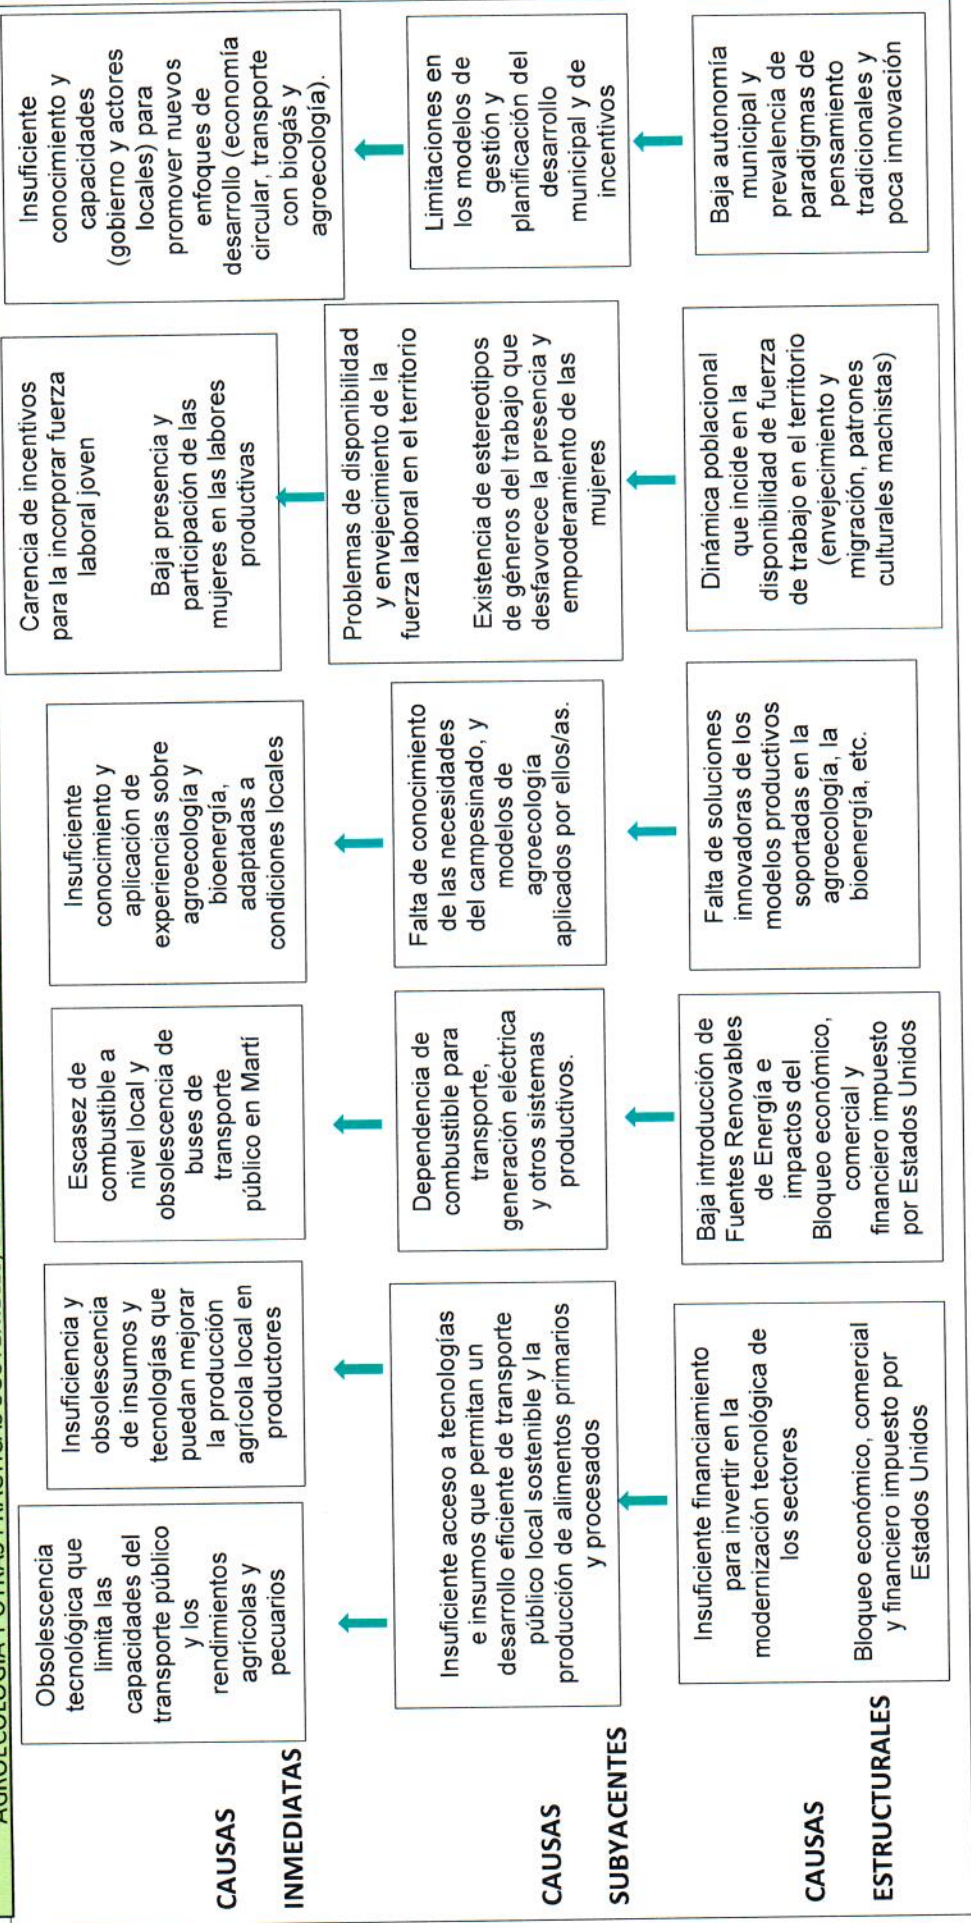 AGROECOLOGÍA Y OTRAS PRÁCTICAS
CAUSAS
INMEDIATAS
Obsolescencia
tecnológica que
limita las
capacidades del
transporte público
y los
rendimientos
agrícolas y
pecuarios
Insuficiencia y
obsolescencia
de insumos y
tecnologías que
puedan mejorar
la producción
agrícola local en
productores
Escasez de
combustible a
nivel local y
obsolescencia de
buses de
transporte
público en Martí
Insuficiente
conocimiento y
aplicación de
experiencias sobre
agroecología y
bioenergía,
adaptadas a
condiciones locales
Carencia de incentivos
para la incorporar fuerza
laboral joven
Baja presencia y
participación de las
mujeres en las labores
productivas
Insuficiente
conocimiento y
capacidades
(gobierno y actores
locales) para
promover nuevos
enfoques de
desarrollo (economía
circular, transporte
con biogás y
agroecología).
CAUSAS
SUBYACENTES
Insuficiente acceso a tecnologías
e insumos que permitan un
desarrollo eficiente de transporte
público local sostenible y la
producción de alimentos primarios
y procesados
Dependencia de
combustible para
transporte,
generación eléctrica
y otros sistemas
productivos.
Falta de conocimiento
de las necesidades
del campesinado, y
modelos de
agroecología
aplicados por ellos/as.
Problemas de disponibilidad
y envejecimiento de la
fuerza laboral en el territorio
Existencia de estereotipos
de géneros del trabajo que
desfavorece la presencia y
empoderamiento de las
mujeres
Limitaciones en
los modelos de
gestión y
planificación del
desarrollo
municipal y de
incentivos
CAUSAS
ESTRUCTURALES
Insuficiente financiamiento
para invertir en la
modernización tecnológica de
los sectores
Bloqueo económico, comercial
y financiero impuesto por
Estados Unidos
Baja introducción de
Fuentes Renovables
de Energía e
impactos del
Bloqueo económico,
comercial y
financiero impuesto
por Estados Unidos
Falta de soluciones
innovadoras de los
modelos productivos
soportadas en la
agroecología, la
bioenergía, etc.
Dinámica poblacional
que incide en la
disponibilidad de fuerza
de trabajo en el territorio
(envejecimiento y
migración, patrones
culturales machistas)
Baja autonomía
municipal y
prevalencia de
paradigmas de
pensamiento
tradicionales y
poca innovación